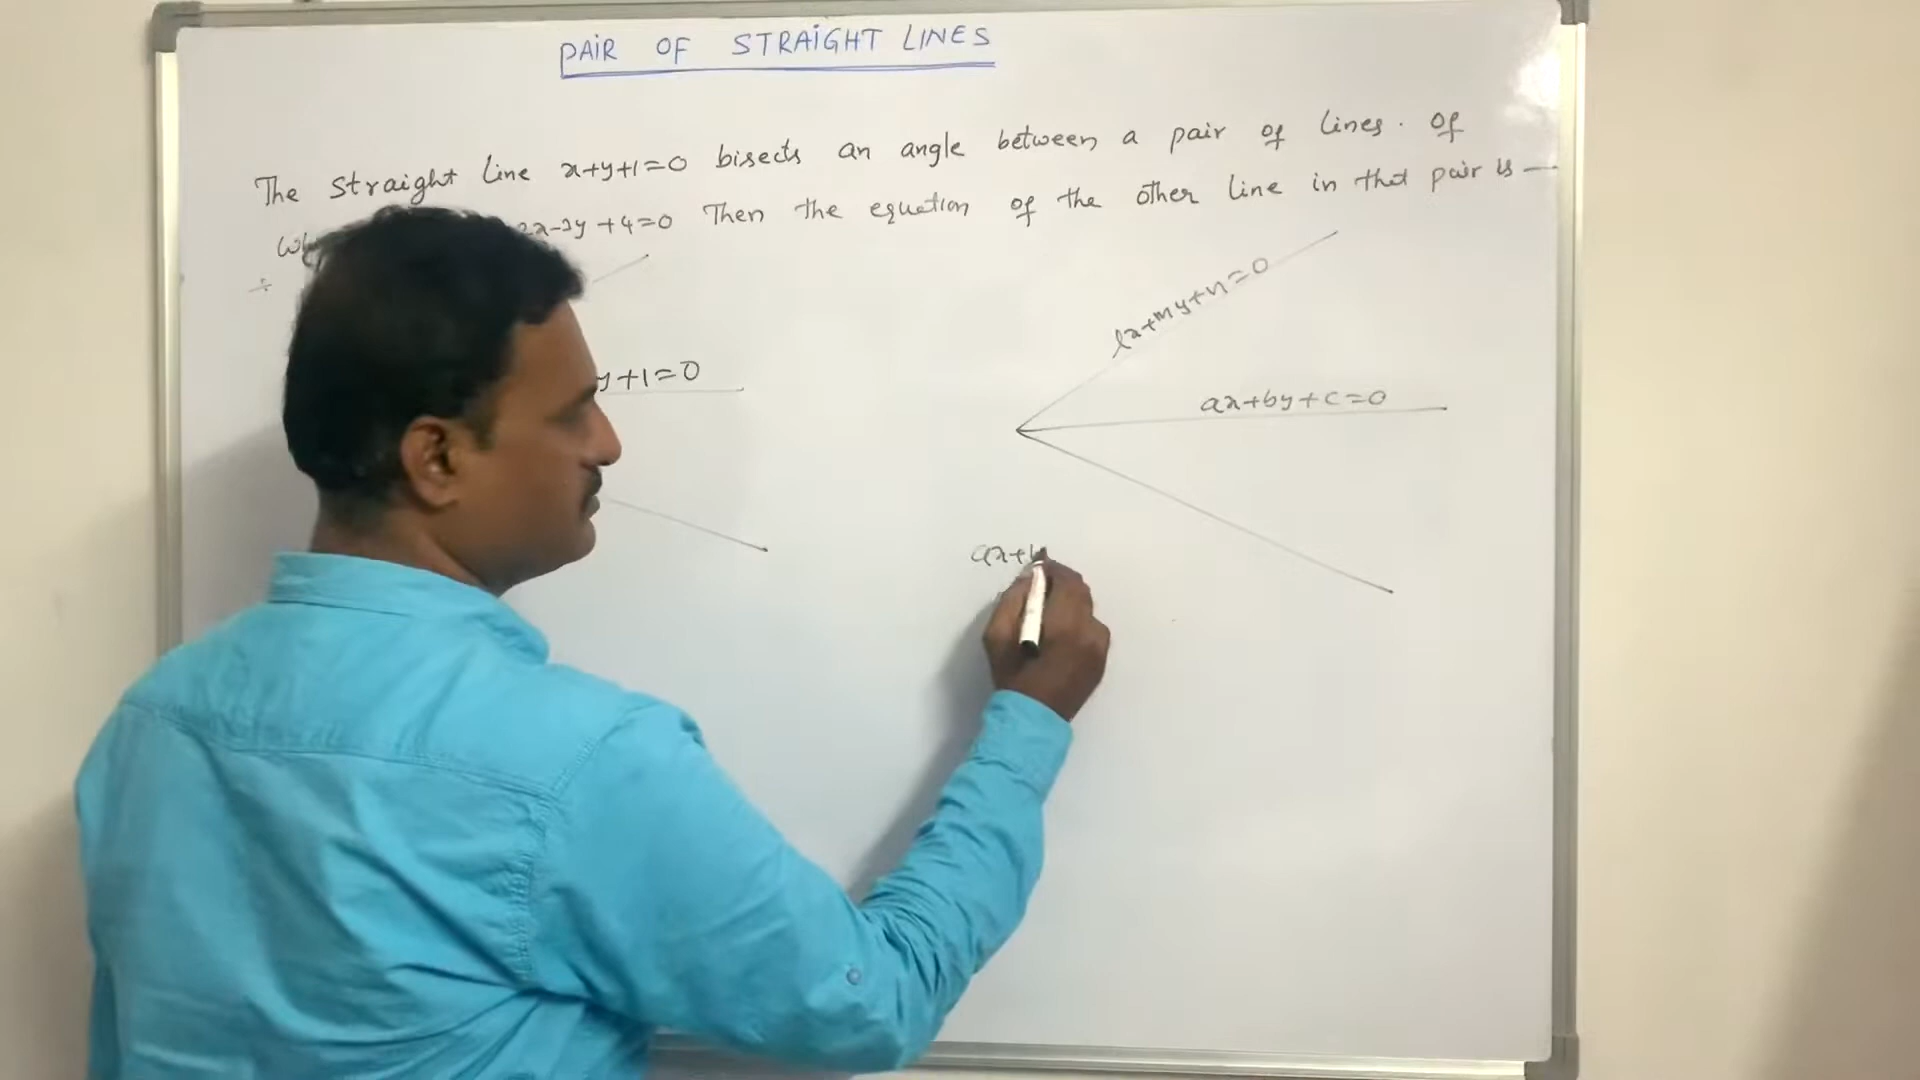 PAIR OF STRAIGHT LINES
The straight line x+y+1=0 bisects an angle between a pair of lines. Of
2x-3y+4=0 Then the equation of the other line in that pair is —
lx+my+n=0
y+1=0
ax+by+c=0
ax+